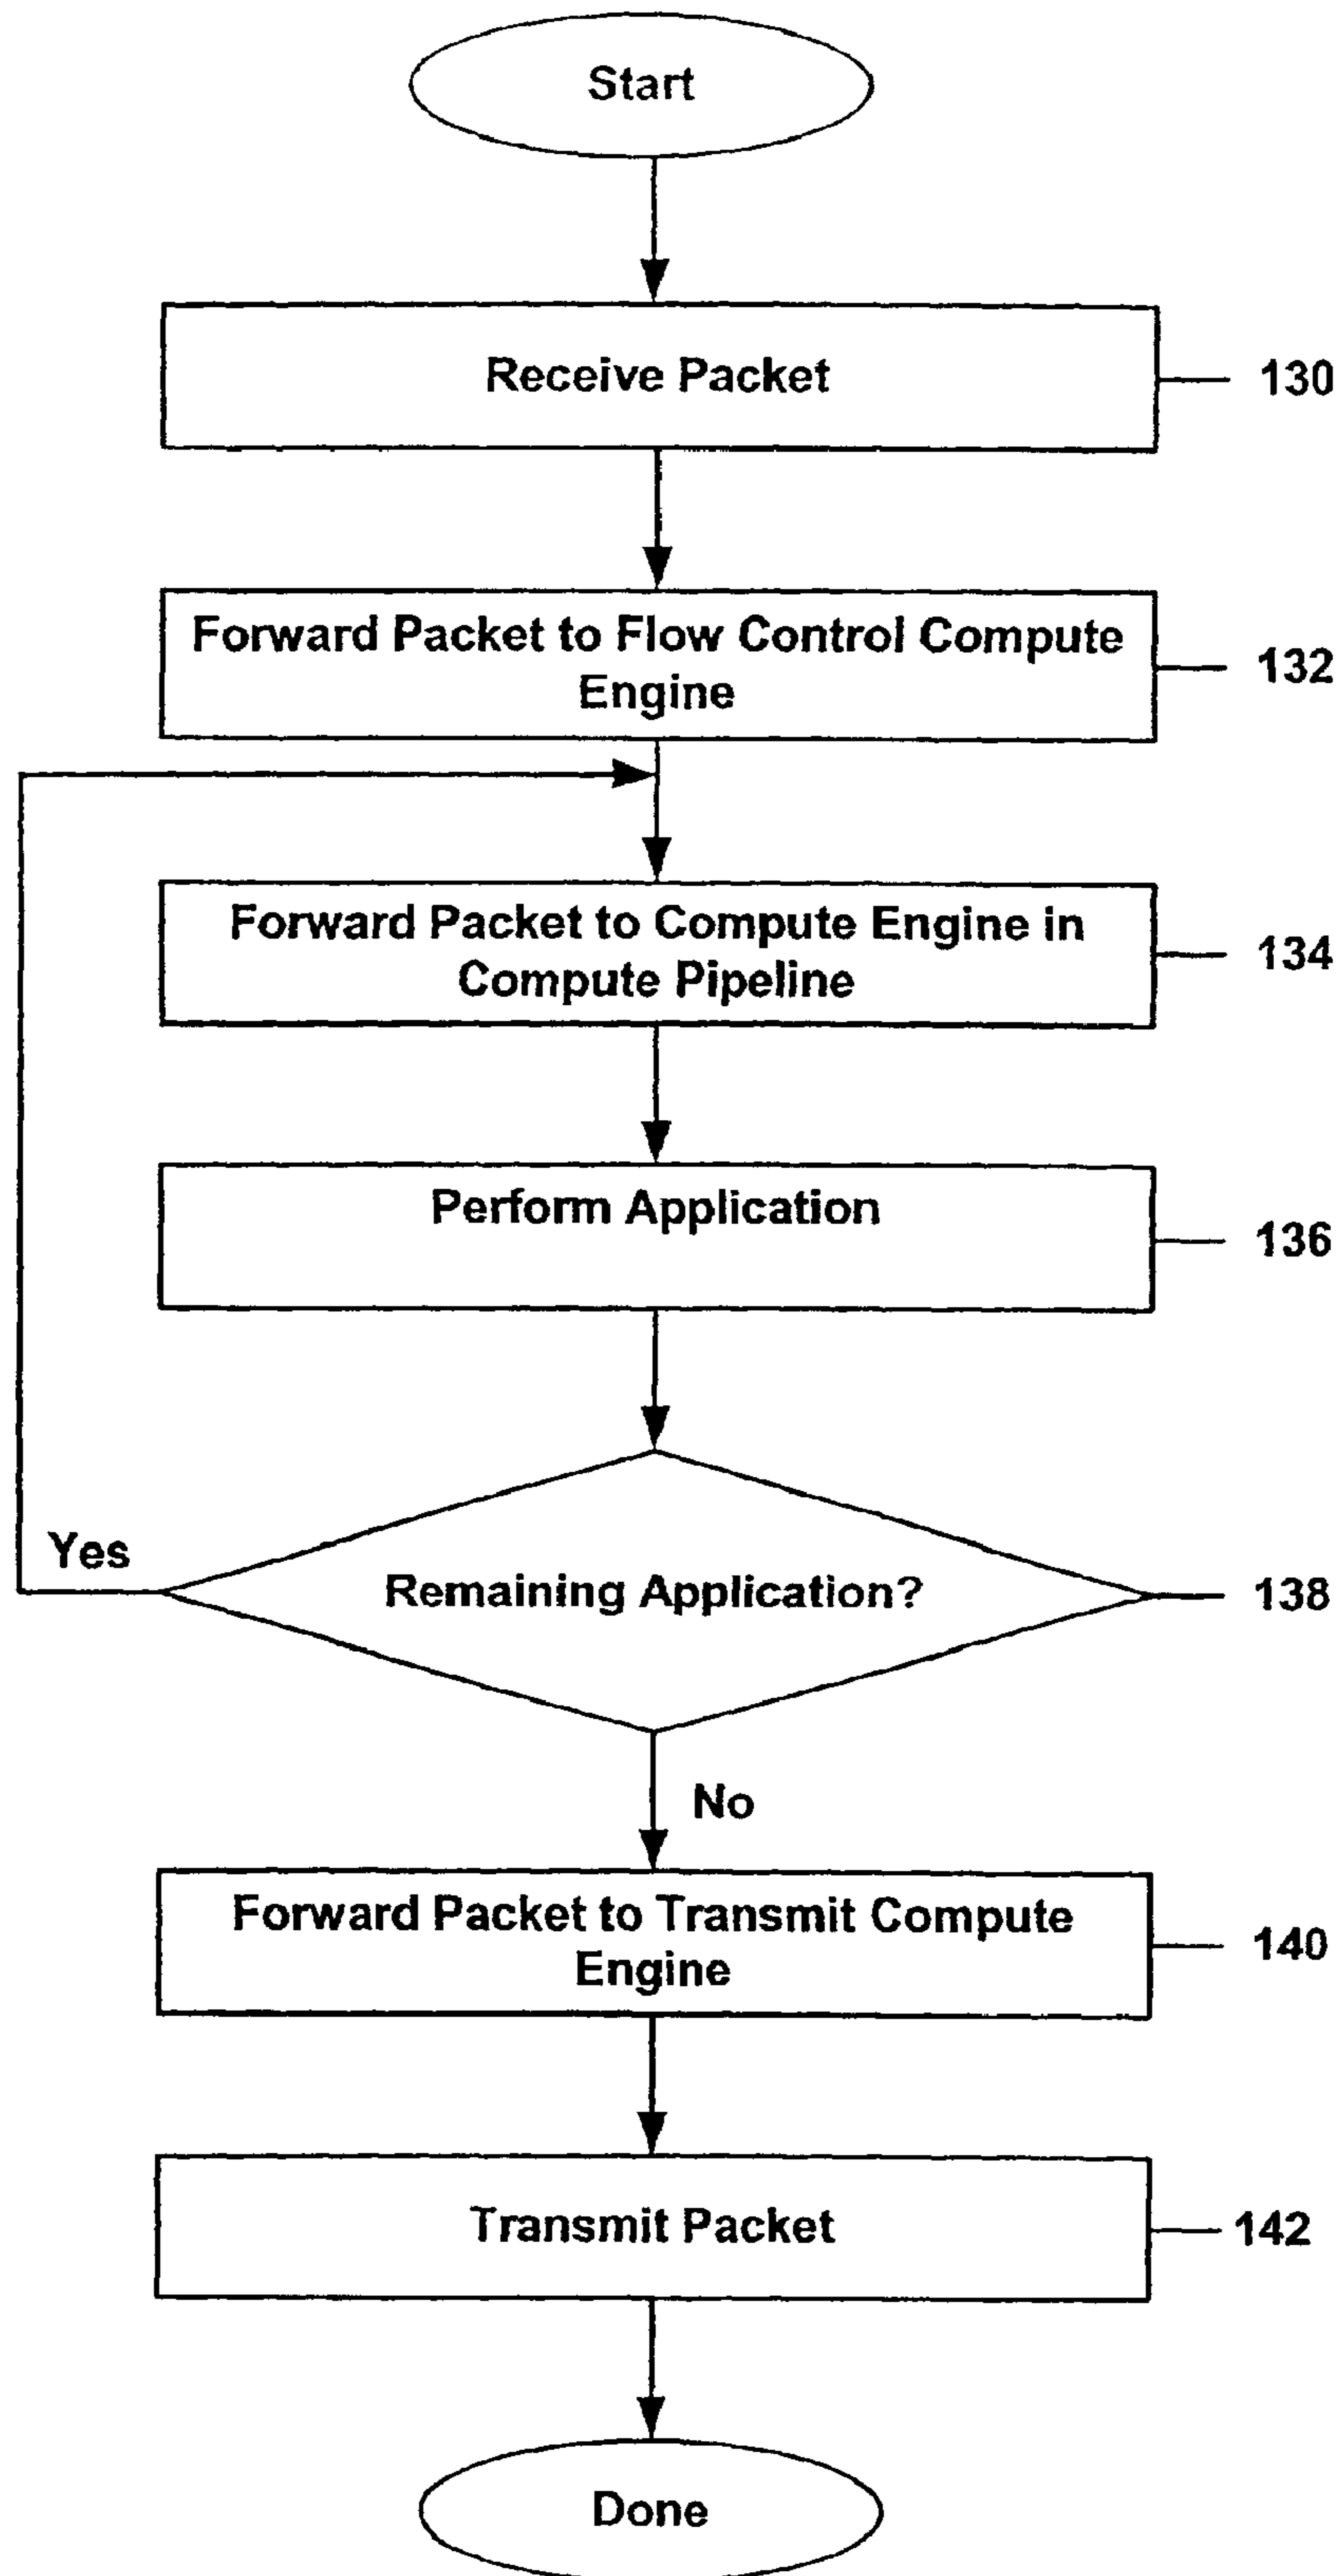 Start
Receive Packet
130
Forward Packet to Flow Control Compute
Engine
132
Forward Packet to Compute Engine in
Compute Pipeline
134
Perform Application
136
Yes
Remaining Application?
138
No
Forward Packet to Transmit Compute
Engine
140
Transmit Packet
142
Done